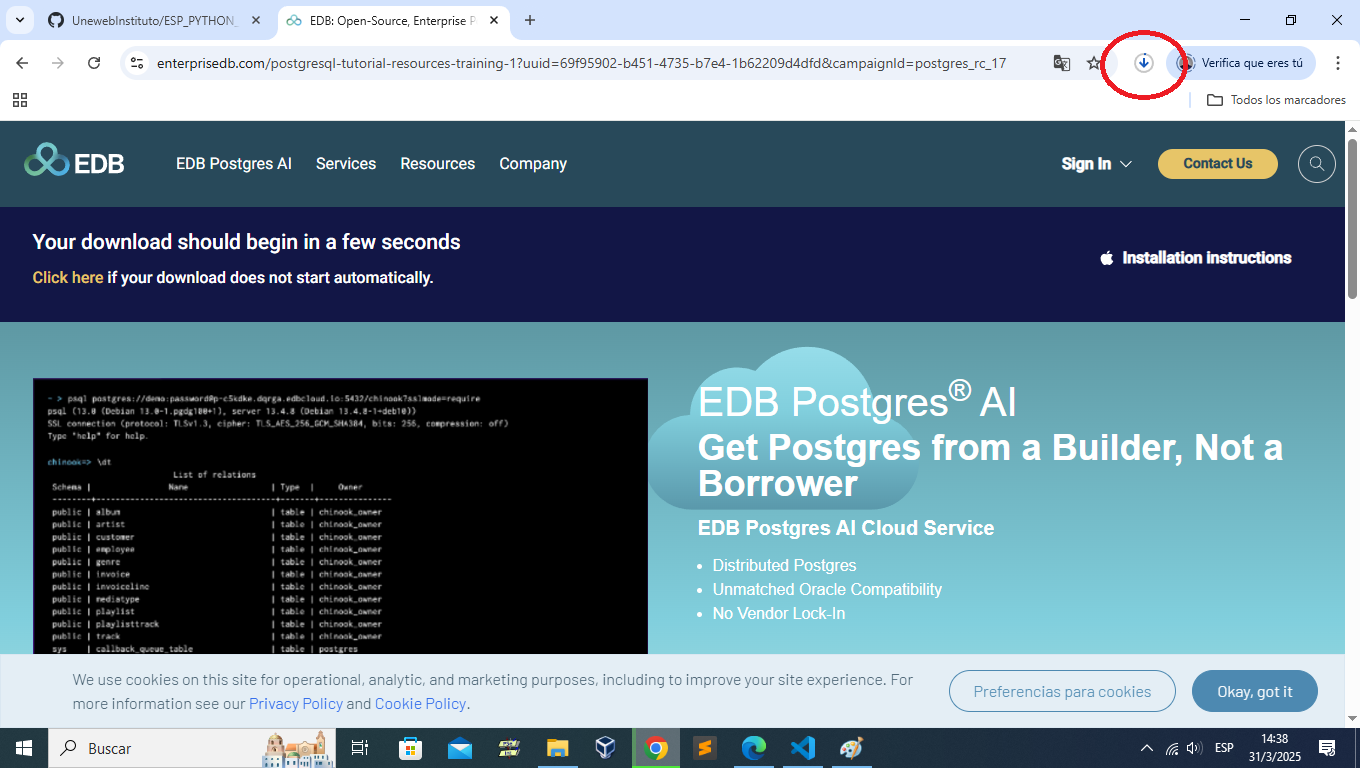 UnewebInstituto/ESP_PYTHON_
EDB: Open-Source, Enterprise P
enterprisedb.com/postgresql-tutorial-resources-training-1?uuid=69f95902-b451-4735-b7e4-1b62209d4dfd&campaignId=postgres_rc_17
Verifica que eres tú
Todos los marcadores
EDB
EDB Postgres AI
Services
Resources
Company
Sign In
Contact Us
Your download should begin in a few seconds
Click here if your download does not start automatically.
Installation instructions
~ > psql postgres://demo:password@p-c5kdke.dqrga.edbcloud.io:5432/chinook?sslmode=require
psql (13.0 (Debian 13.0-1.pgdg100+1), server 13.4.8 (Debian 13.4.8-1+deb10))
SSL connection (protocol: TLSv1.3, cipher: TLS_AES_256_GCM_SHA384, bits: 256, compression: off)
Type "help" for help.
chinook=> \dt
List of relations
Schema | Name | Type | Owner
--------+------------------------------------+-------+---------------
public | album | table | chinook_owner
public | artist | table | chinook_owner
public | customer | table | chinook_owner
public | employee | table | chinook_owner
public | genre | table | chinook_owner
public | invoice | table | chinook_owner
public | invoiceline | table | chinook_owner
public | mediatype | table | chinook_owner
public | playlist | table | chinook_owner
public | playlisttrack | table | chinook_owner
public | track | table | chinook_owner
sys | callback_queue_table | table | postgres
EDB Postgres® AI
Get Postgres from a Builder, Not a
Borrower
EDB Postgres AI Cloud Service
• Distributed Postgres
• Unmatched Oracle Compatibility
• No Vendor Lock-In
We use cookies on this site for operational, analytic, and marketing purposes, including to improve your site experience. For
more information see our Privacy Policy and Cookie Policy.
Preferencias para cookies
Okay, got it
Buscar
ESP
14:38
31/3/2025